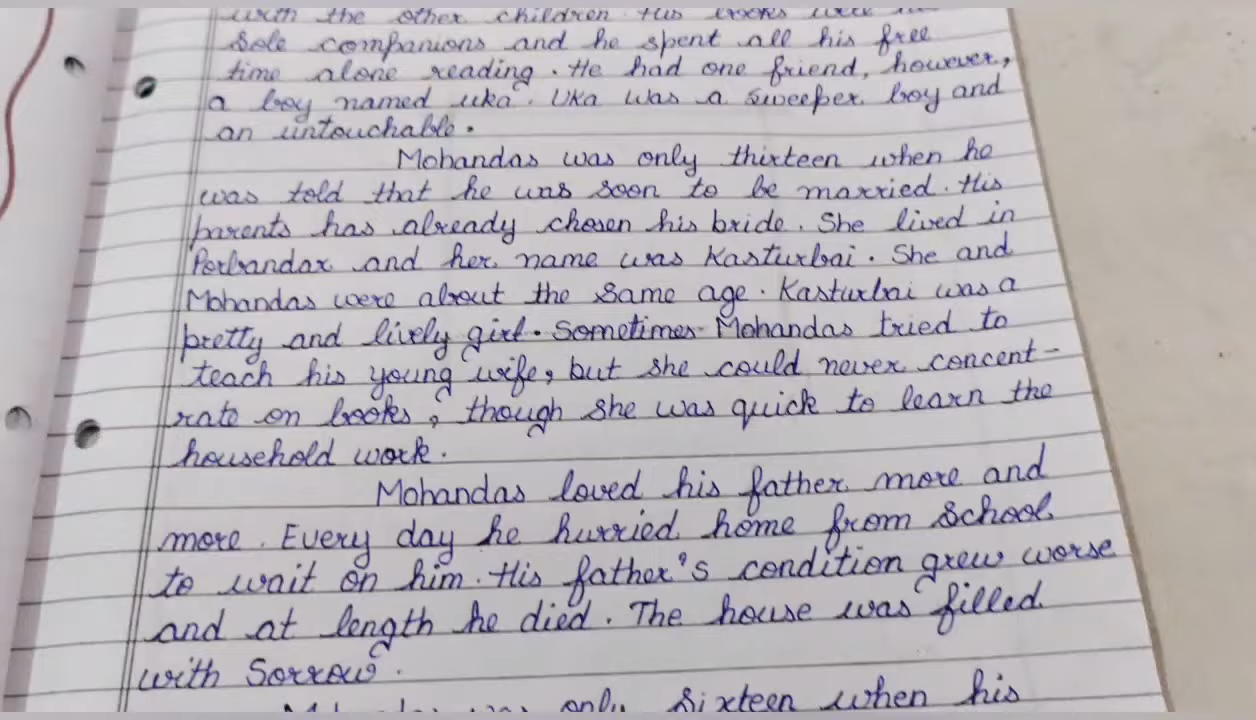 with the other children. His books were
Sole companions and he spent all his free
time alone reading. He had one friend, however,
a boy named uka. Uka was a sweeper boy and
an untouchable.
Mohandas was only thirteen when he
was told that he was soon to be married. His
parents has already chosen his bride. She lived in
Porbandar and her name was Kasturbai. She and
Mohandas were about the same age. Kasturbai was a
pretty and lively girl. Sometimes Mohandas tried to
teach his young wife, but she could never concent-
rate on books, though she was quick to learn the
household work.
Mohandas loved his father more and
more. Every day he hurried home from school
to wait on him. His father's condition grew worse
and at length he died. The house was filled
with Sorrow.
only sixteen when his